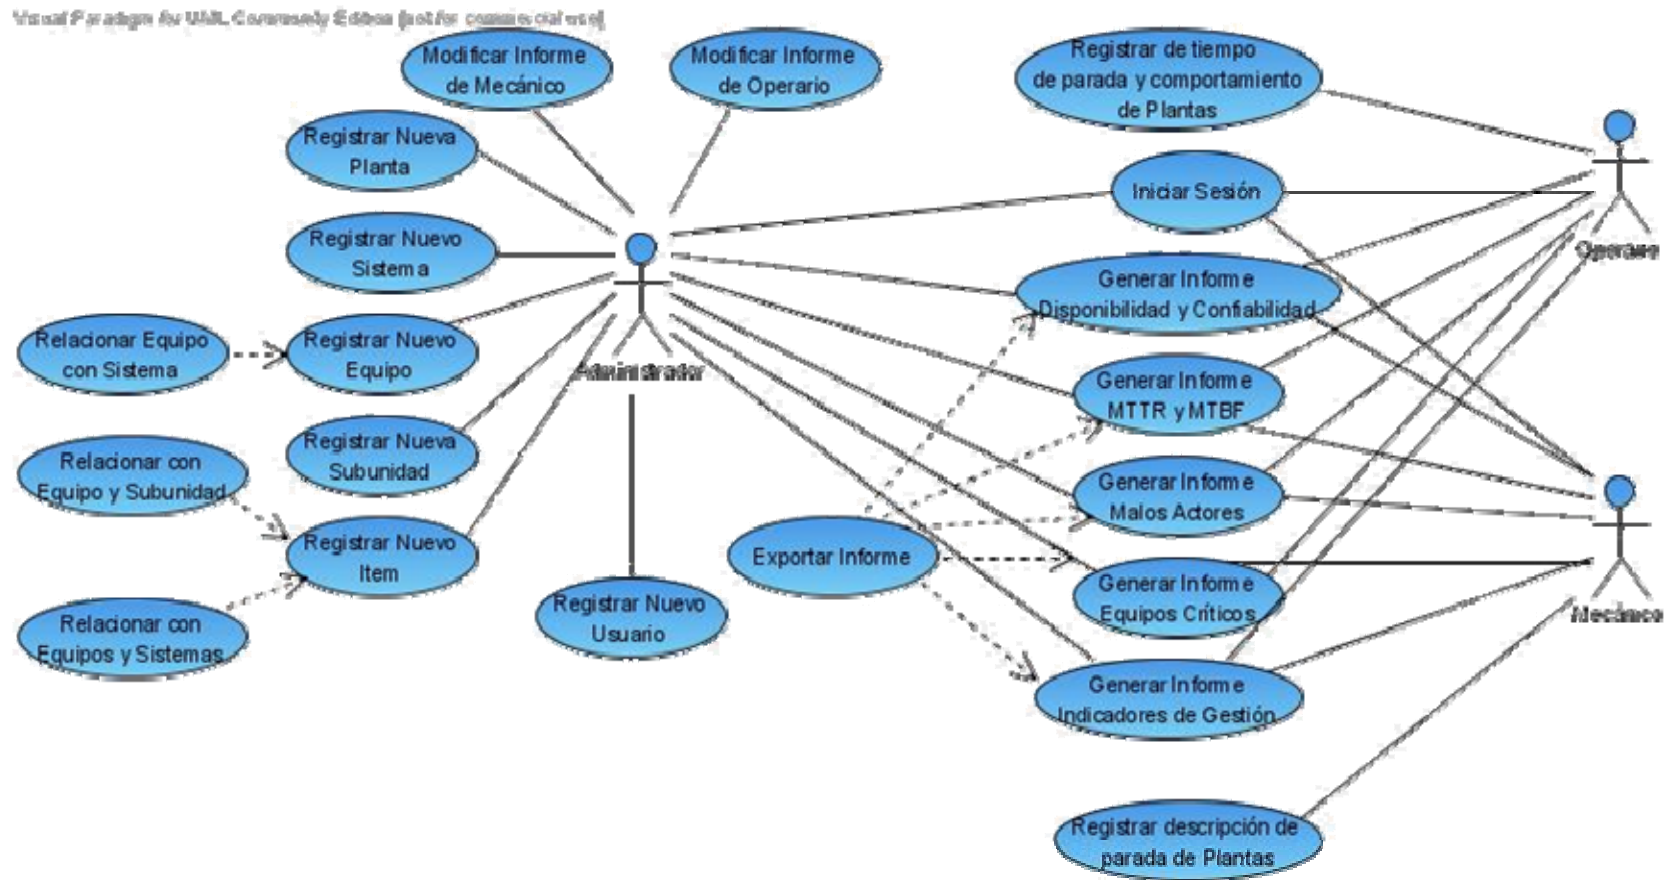 Visual Paradigm for UML Community Edition [not for commercial use]
Modificar Informe
de Mecánico
Modificar Informe
de Operario
Registrar de tiempo
de parada y comportamiento
de Plantas
Registrar Nueva
Planta
Iniciar Sesión
Registrar Nuevo
Sistema
Operario
Generar Informe
Disponibilidad y Confiabilidad
Relacionar Equipo
con Sistema
Registrar Nuevo
Equipo
Administrador
Generar Informe
MTTR y MTBF
Registrar Nueva
Subunidad
Relacionar con
Equipo y Subunidad
Generar Informe
Malos Actores
Registrar Nuevo
Item
Exportar Informe
Generar Informe
Equipos Críticos
Mecánico
Registrar Nuevo
Usuario
Relacionar con
Equipos y Sistemas
Generar Informe
Indicadores de Gestión
Registrar descripción de
parada de Plantas